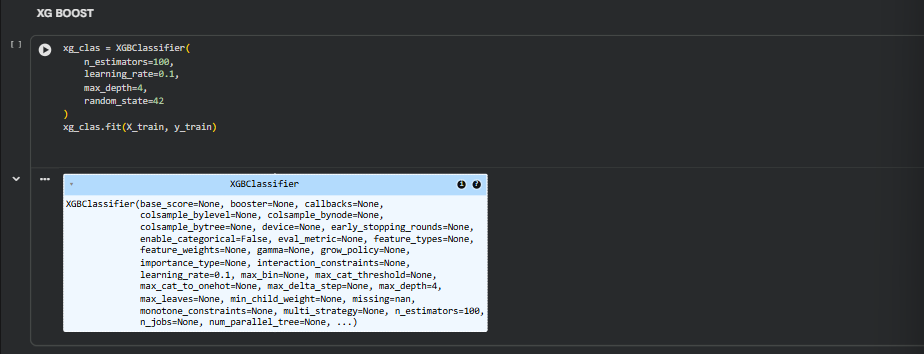 XG BOOST
[ ]
xg_clas = XGBClassifier(
    n_estimators=100,
    learning_rate=0.1,
    max_depth=4,
    random_state=42
)
xg_clas.fit(X_train, y_train)
...
XGBClassifier
i ?
XGBClassifier(base_score=None, booster=None, callbacks=None,
              colsample_bylevel=None, colsample_bynode=None,
              colsample_bytree=None, device=None, early_stopping_rounds=None,
              enable_categorical=False, eval_metric=None, feature_types=None,
              feature_weights=None, gamma=None, grow_policy=None,
              importance_type=None, interaction_constraints=None,
              learning_rate=0.1, max_bin=None, max_cat_threshold=None,
              max_cat_to_onehot=None, max_delta_step=None, max_depth=4,
              max_leaves=None, min_child_weight=None, missing=nan,
              monotone_constraints=None, multi_strategy=None, n_estimators=100,
              n_jobs=None, num_parallel_tree=None, ...)